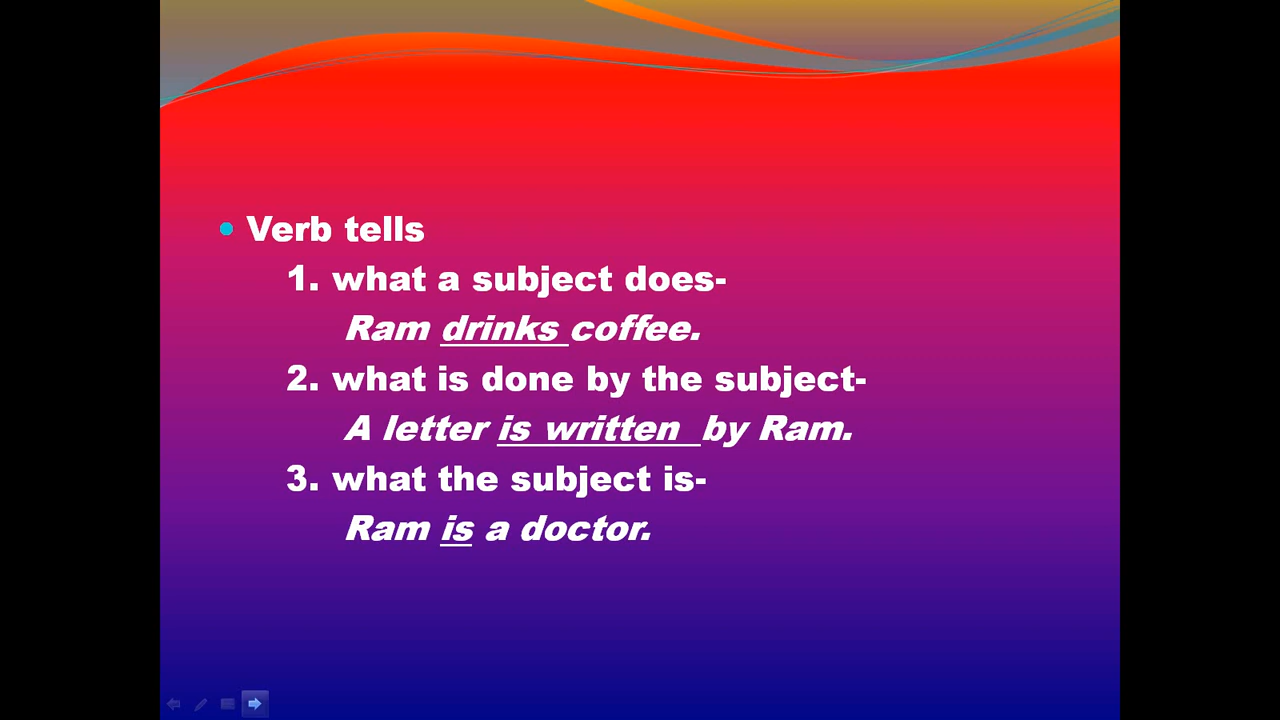 • Verb tells
1. what a subject does-
Ram drinks coffee.
2. what is done by the subject-
A letter is written by Ram.
3. what the subject is-
Ram is a doctor.